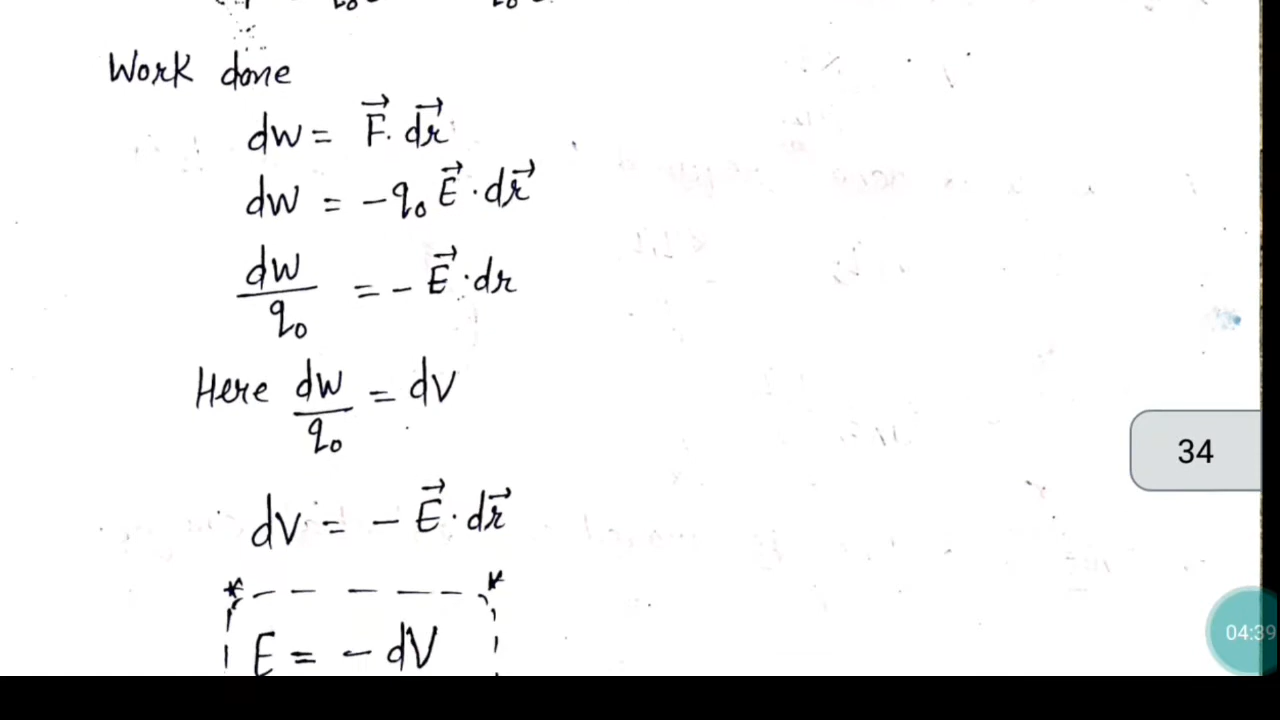 Work done
dw = F⃗. dr⃗
dw = -q₀ E⃗ · dr⃗
dw/q₀ = - E⃗ · dr
Here dw/q₀ = dV
34
dV = - E⃗ · dr⃗
E = - dV
04:39